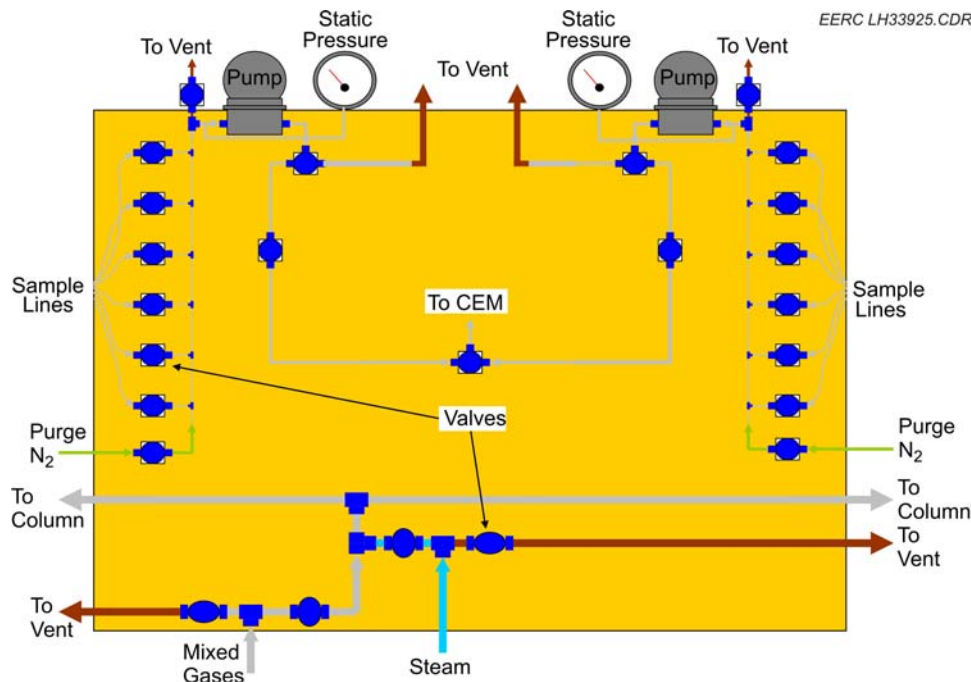 EERC LH33925.CDR
Static
Pressure
Static
Pressure
To Vent
Pump
To Vent
Pump
To Vent
Sample
Lines
To CEM
Sample
Lines
Valves
Purge
N2
Purge
N2
To
Column
To
Column
To
Vent
To
Vent
Mixed
Gases
Steam